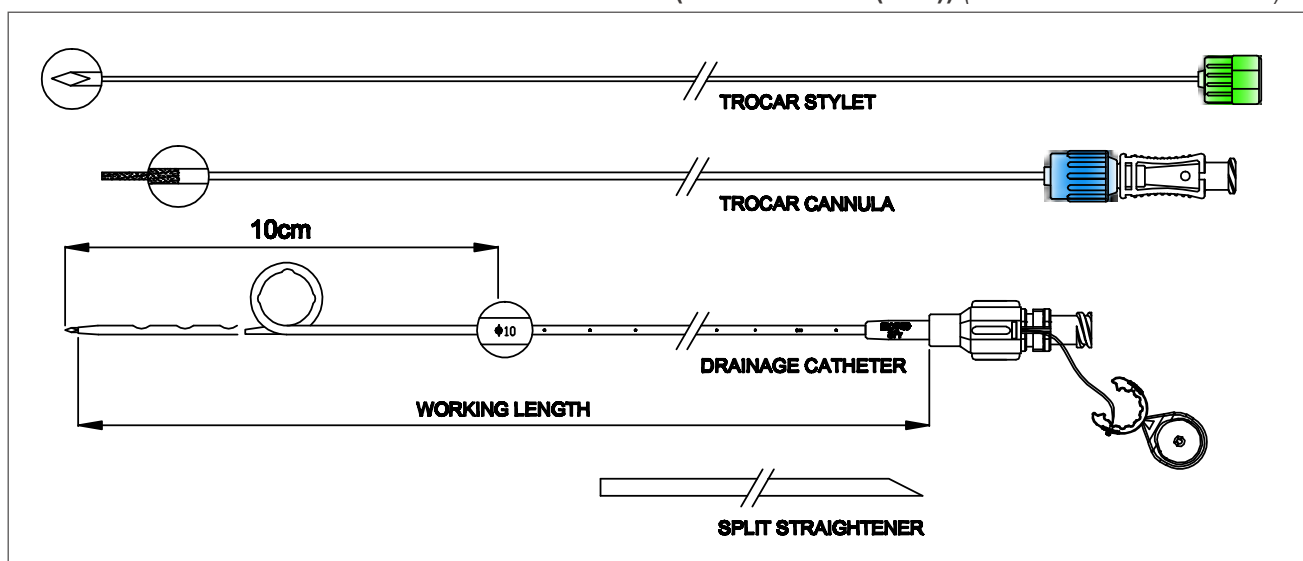 TROCAR STYLET
TROCAR CANNULA
10cm
Φ10
DRAINAGE CATHETER
WORKING LENGTH
SPLIT STRAIGHTENER